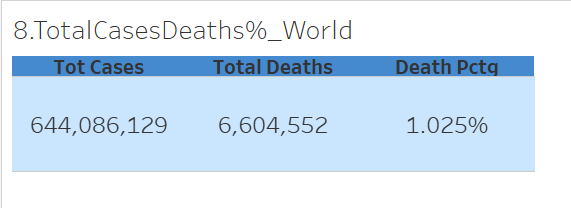 8.TotalCasesDeaths%_World
Tot Cases Total Deaths Death Pctg
644,086,129 6,604,552 1.025%